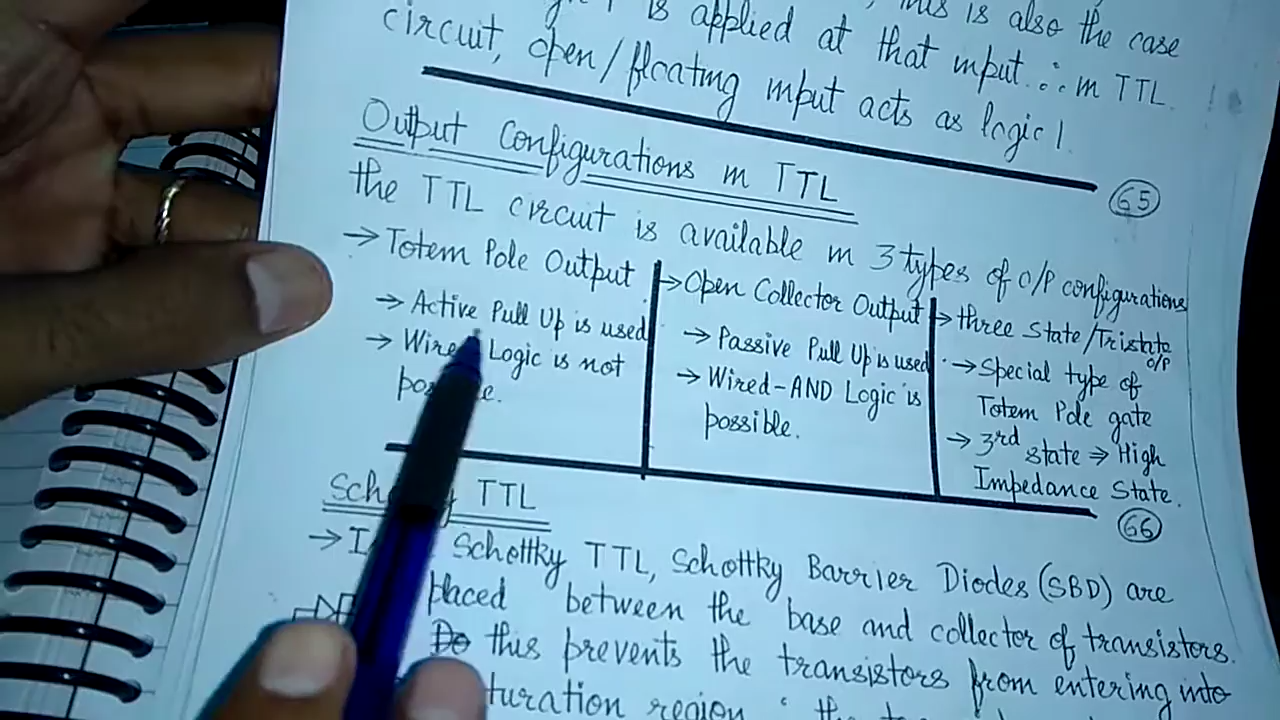 is applied at that input. ∴ in TTL
this is also the case
circuit, open/floating input acts as logic 1.
65
Output Configurations in TTL
the TTL circuit is available in 3 types of O/P configurations
→ Totem Pole Output
→ Active Pull Up is used
→ Wired Logic is not
→ Open Collector Output
→ Passive Pull Up is used
→ Wired-AND Logic is
possible.
→ three State/Tristate
O/P
→ Special type of
Totem Pole gate
→ 3rd state ⇒ High
Impedance State.
66
TTL
→ Schottky TTL, Schottky Barrier Diodes (SBD) are
placed between the base and collector of transistors.
this prevents the transistors from entering into
region